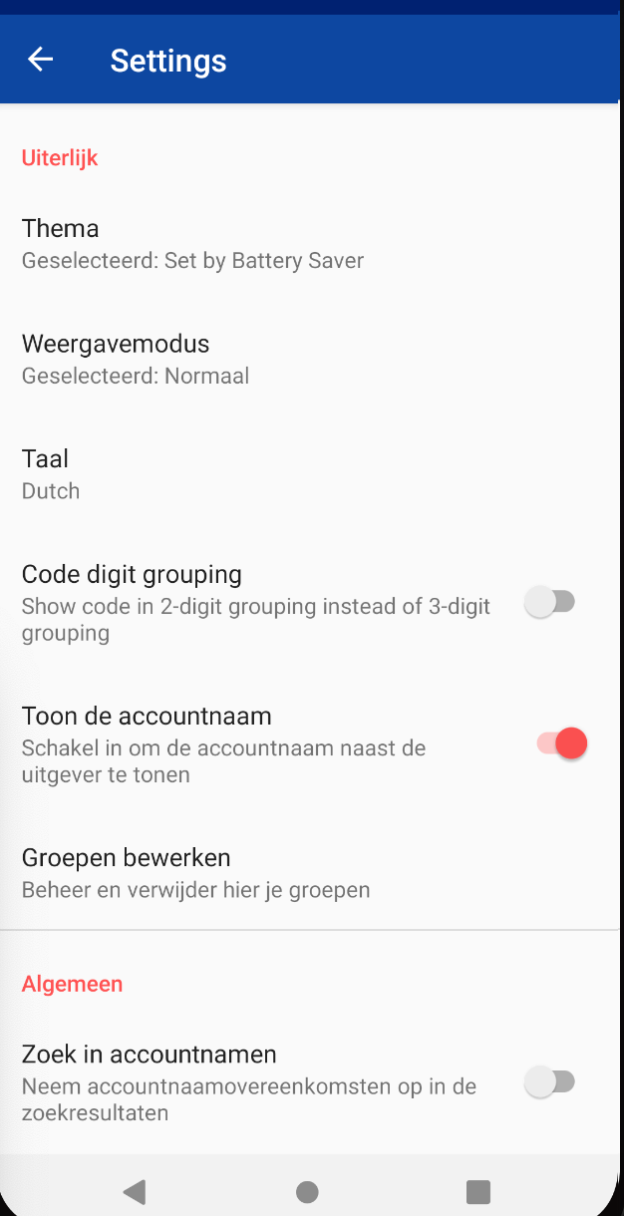 Settings
Uiterlijk
Thema
Geselecteerd: Set by Battery Saver
Weergavemodus
Geselecteerd: Normaal
Taal
Dutch
Code digit grouping
Show code in 2-digit grouping instead of 3-digit
grouping
Toon de accountnaam
Schakel in om de accountnaam naast de
uitgever te tonen
Groepen bewerken
Beheer en verwijder hier je groepen
Algemeen
Zoek in accountnamen
Neem accountnaamovereenkomsten op in de
zoekresultaten